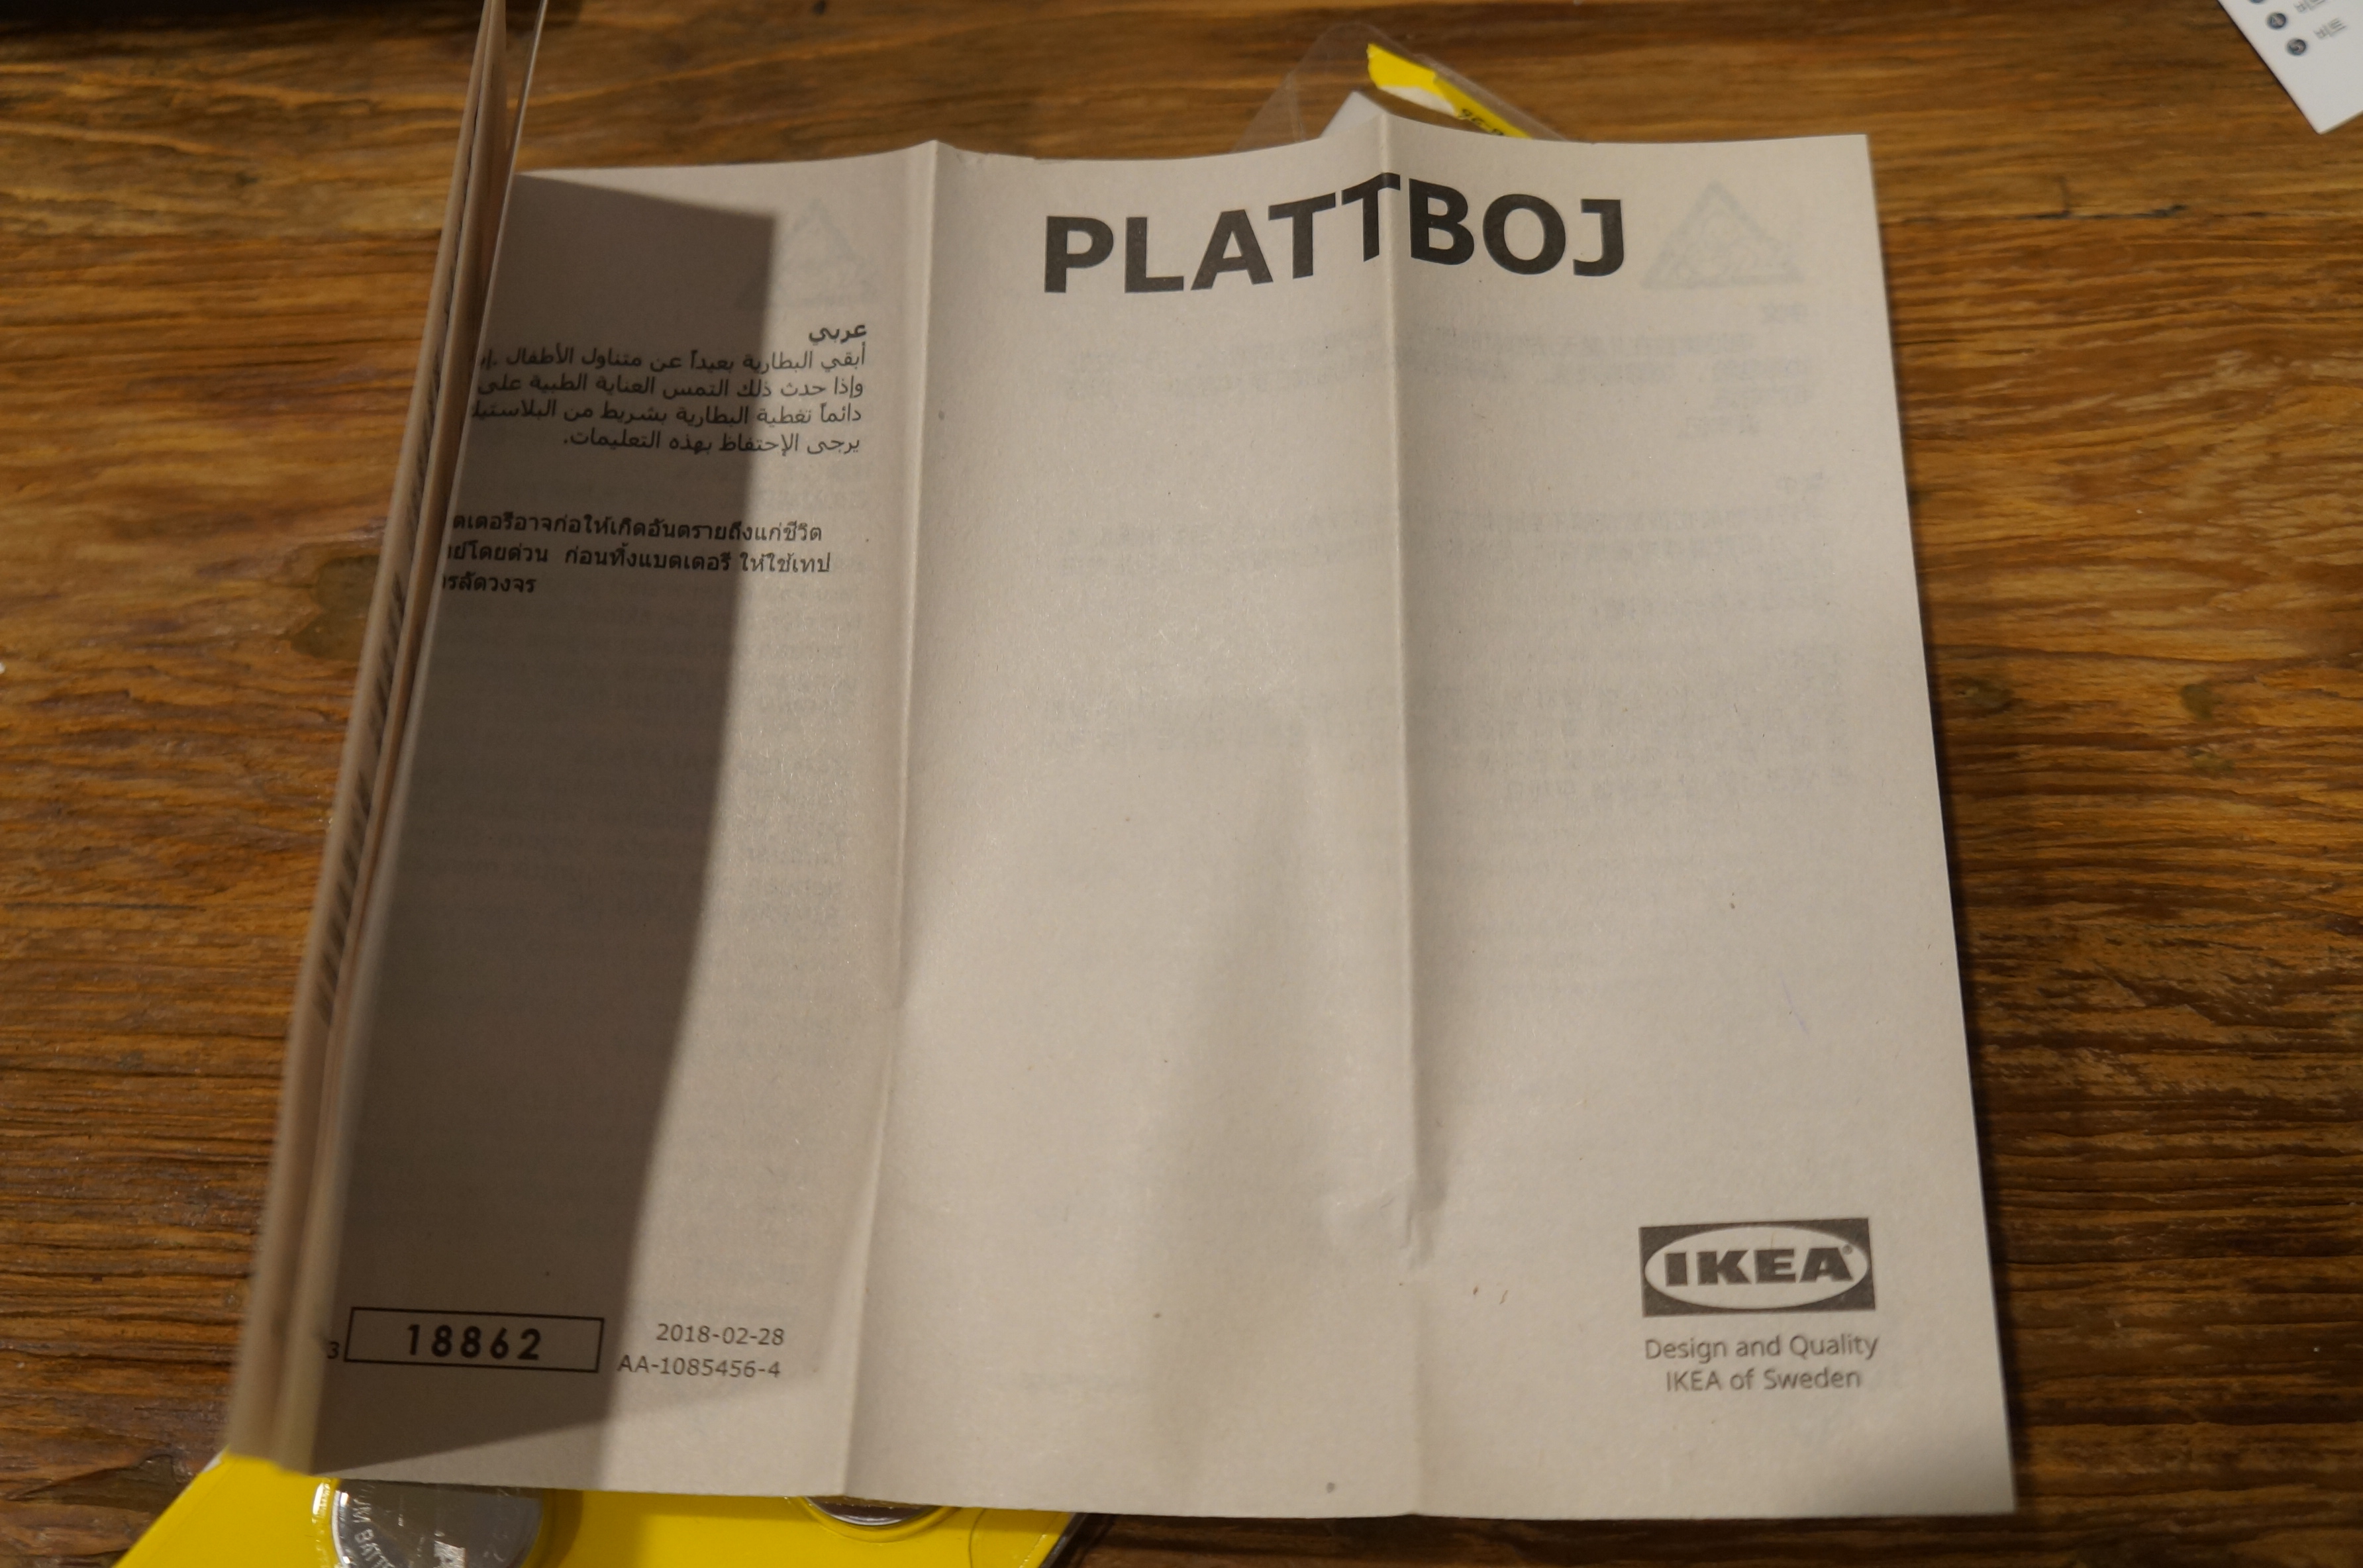 PLATTBOJ
عربي
أبقي البطارية بعيداً عن متناول الأطفال
وإذا حدث ذلك التمس العناية الطبية على
دائماً تغطية البطارية بشريط من
يرجى الإحتفاظ بهذه التعليمات.
ตเตอรีอาจก่อให้เกิดอันตรายถึงแก่ชีวิต
โดยด่วน ก่อนทิ้งแบตเตอรี ให้ใช้เทป
รลัดวงจร
3
18862
2018-02-28
AA-1085456-4
IKEA®
Design and Quality
IKEA of Sweden
4
5 비트